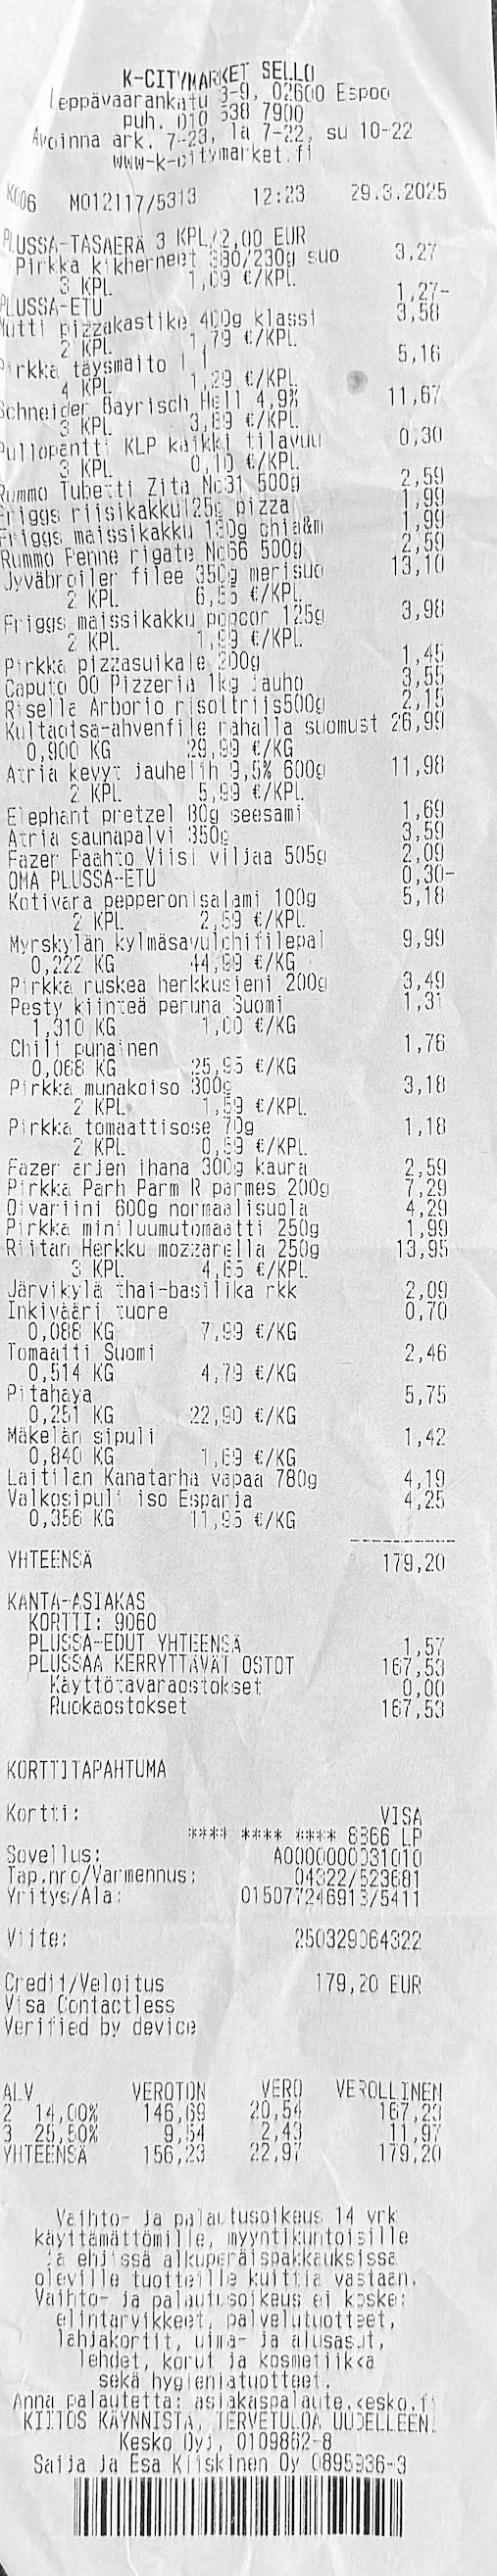 K-CITYMARKET SELLO
Leppävaarankatu 3-9, 02600 Espoo
puh. 010 538 7900
Avoinna ark. 7-23, la 7-22, su 10-22
www-k-citymarket.fi
K006 M012117/5313 12:23 29.3.2025
PLUSSA-TASAERÄ 3 KPL/2,00 EUR
Pirkka kikherneet 380/230g suo 3,27
3 KPL 1,09 €/KPL
PLUSSA-ETU 1,27-
Mutti pizzakastike 400g klassi 3,58
2 KPL 1,79 €/KPL
Pirkka täysmaito 1 l 5,16
4 KPL 1,29 €/KPL
Schneider Bayrisch Hell 4,9% 11,67
3 KPL 3,89 €/KPL
Pullopantti KLP kaikki tilavuu 0,30
3 KPL 0,10 €/KPL
Rummo Tubetti Zita No31 500g 2,59
Friggs riisikakku125g pizza 1,99
Friggs maissikakku 130g chia&m 1,99
Rummo Penne rigate No66 500g 2,59
Jyväbroiler filee 350g merisuo 13,10
2 KPL 6,55 €/KPL
Friggs maissikakku popcor 125g 3,98
2 KPL 1,99 €/KPL
Pirkka pizzasuikale 200g 1,45
Caputo 00 Pizzeria 1kg jauho 3,55
Risella Arborio risottriis500g 2,15
Kultaoisa-ahvenfile nahalla suomust 26,99
0,900 KG 29,99 €/KG
Atria kevyt jauhelih 9,5% 600g 11,98
2 KPL 5,99 €/KPL
Elephant pretzel 80g seesami 1,69
Atria saunapalvi 350g 3,59
Fazer Paahto Viisi viljaa 505g 2,09
OMA PLUSSA-ETU 0,30-
Kotivara pepperonisalami 100g 5,18
2 KPL 2,59 €/KPL
Myrskylän kylmäsavulohifilepal 9,99
0,222 KG 44,99 €/KG
Pirkka ruskea herkkusieni 200g 3,49
Pesty kiinteä peruna Suomi 1,31
1,310 KG 1,00 €/KG
Chili punainen 1,76
0,068 KG 25,95 €/KG
Pirkka munakoiso 300g 3,18
2 KPL 1,59 €/KPL
Pirkka tomaattisose 70g 1,18
2 KPL 0,59 €/KPL
Fazer arjen ihana 300g kaura 2,59
Pirkka Parh Parm R parmes 200g 7,29
Oivariini 600g normaalisuola 4,29
Pirkka miniluumutomaatti 250g 1,99
Riitan Herkku mozzarella 250g 13,95
3 KPL 4,65 €/KPL
Järvikylä thai-basilika rkk 2,09
Inkivääri tuore 0,70
0,088 KG 7,99 €/KG
Tomaatti Suomi 2,46
0,514 KG 4,79 €/KG
Pitahaya 5,75
0,251 KG 22,90 €/KG
Mäkelän sipuli 1,42
0,840 KG 1,69 €/KG
Laitilan Kanatarha vapaa 780g 4,19
Valkosipuli iso Espanja 4,25
0,356 KG 11,95 €/KG
YHTEENSÄ 179,20
KANTA-ASIAKAS
KORTTI: 9060
PLUSSA-EDUT YHTEENSÄ 1,57
PLUSSAA KERRYTTÄVÄT OSTOT 167,53
Käyttötavaraostokset 0,00
Ruokaostokset 167,53
KORTTITAPAHTUMA
Kortti: VISA
**** **** **** 8366 LP
Sovellus: A0000000031010
Tap.nro/Varmennus: 04322/523681
Yritys/Ala: 015077246913/5411
Viite: 250329064322
Credit/Veloitus 179,20 EUR
Visa Contactless
Verified by device
ALV VEROTON VERO VEROLLINEN
2 14,00% 146,69 20,54 167,23
3 25,50% 9,54 2,43 11,97
YHTEENSÄ 156,23 22,97 179,20
Vaihto- ja palautusoikeus 14 vrk
käyttämättömille, myyntikuntoisille
ja ehjissä alkuperäispakkauksissa
oleville tuotteille kuittia vastaan.
Vaihto- ja palautusoikeus ei koske:
elintarvikkeet, palvelutuotteet,
lahjakortit, uima- ja alusasut,
lehdet, korut ja kosmetiikka
sekä hygieniatuotteet.
Anna palautetta: asiakaspalaute.kesko.fi
KIITOS KÄYNNISTÄ, TERVETULOA UUDELLEEN.
Kesko Oyj, 0109862-8
Saija ja Esa Kiiskinen Oy 0895936-3